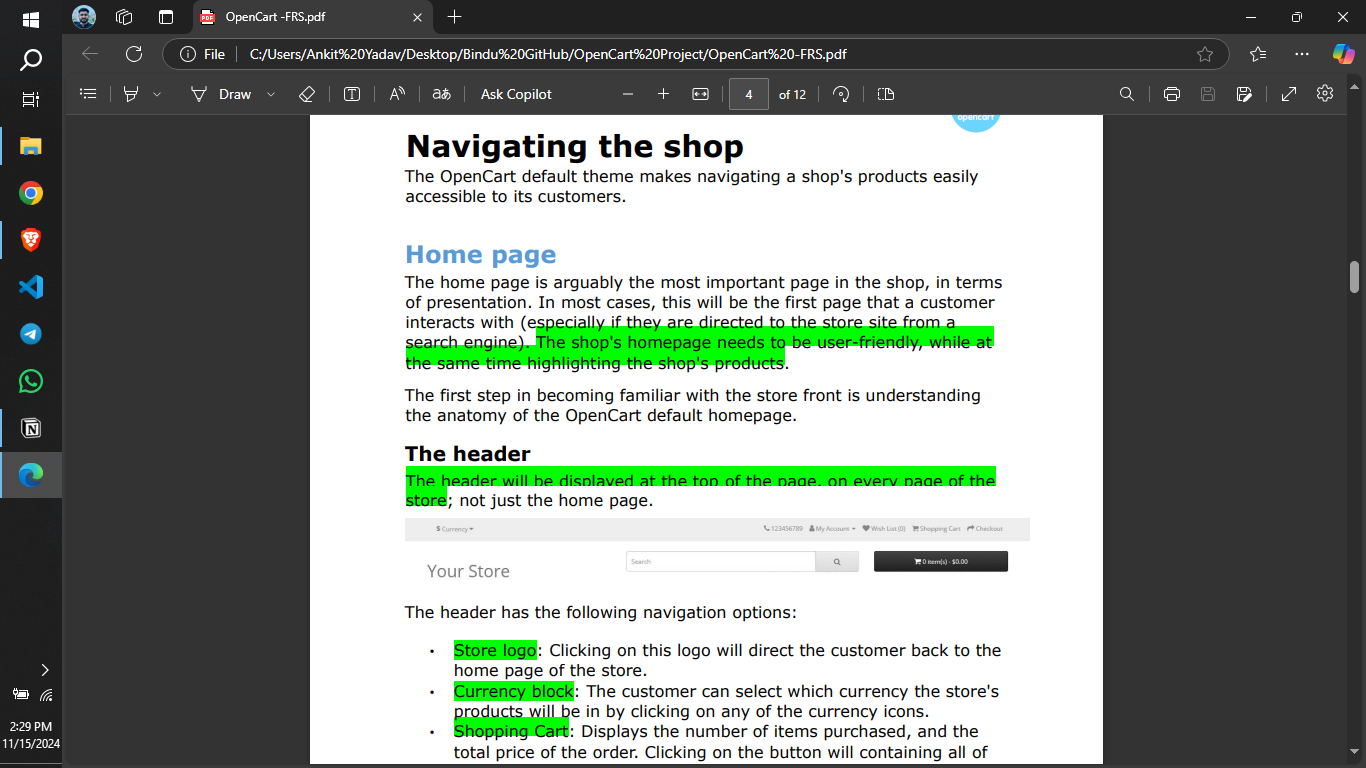 OpenCart -FRS.pdf
File
C:/Users/Ankit%20Yadav/Desktop/Bindu%20GitHub/OpenCart%20Project/OpenCart%20-FRS.pdf
Draw
Ask Copilot
4
of 12
opencart
Navigating the shop
The OpenCart default theme makes navigating a shop's products easily
accessible to its customers.
Home page
The home page is arguably the most important page in the shop, in terms
of presentation. In most cases, this will be the first page that a customer
interacts with (especially if they are directed to the store site from a
search engine). The shop's homepage needs to be user-friendly, while at
the same time highlighting the shop's products.
The first step in becoming familiar with the store front is understanding
the anatomy of the OpenCart default homepage.
The header
The header will be displayed at the top of the page, on every page of the
store; not just the home page.
$ Currency
123456789 My Account Wish List (0) Shopping Cart Checkout
Your Store
Search
0 item(s) - $0.00
The header has the following navigation options:
• Store logo: Clicking on this logo will direct the customer back to the
home page of the store.
• Currency block: The customer can select which currency the store's
products will be in by clicking on any of the currency icons.
• Shopping Cart: Displays the number of items purchased, and the
total price of the order. Clicking on the button will containing all of
2:29 PM
11/15/2024